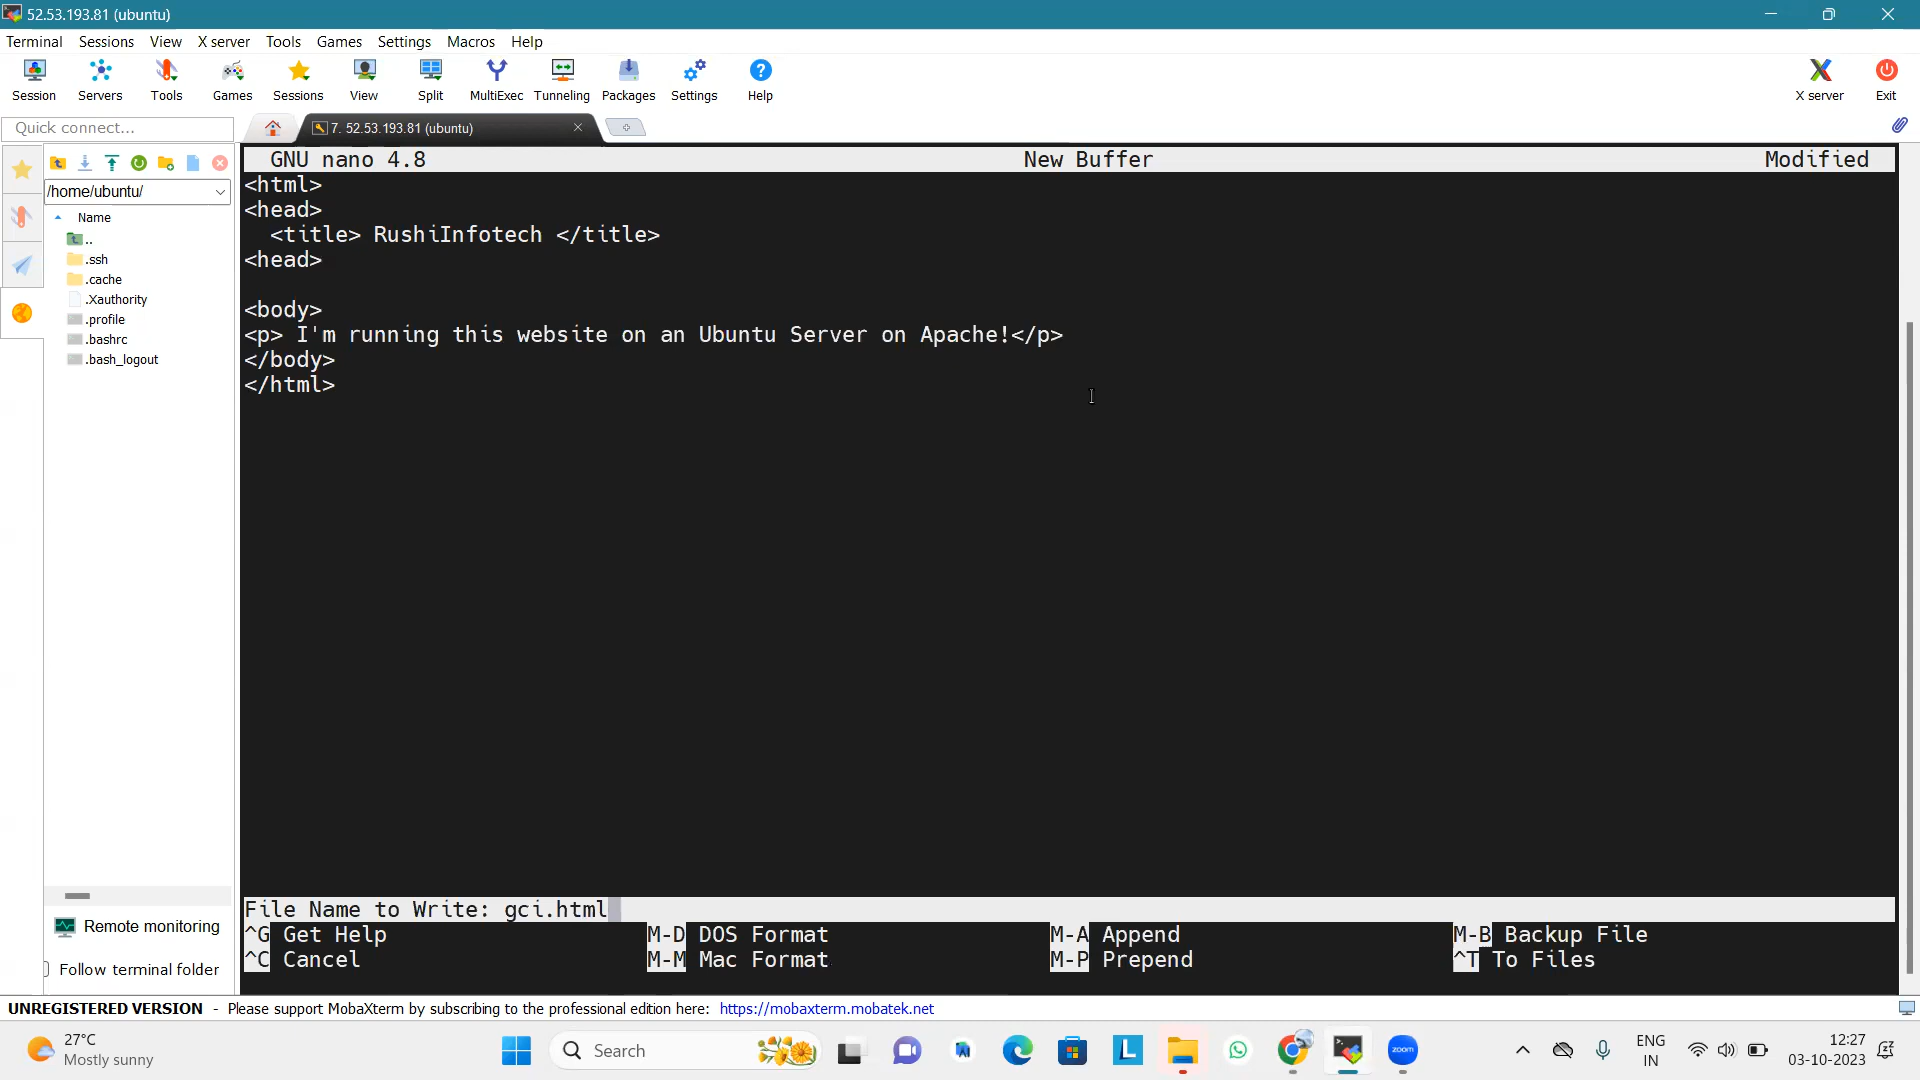 52.53.193.81 (ubuntu)
Terminal Sessions View X server Tools Games Settings Macros Help
Session Servers Tools Games Sessions View Split MultiExec Tunneling Packages Settings Help X server Exit
Quick connect...
7. 52.53.193.81 (ubuntu)
/home/ubuntu/
Name
..
.ssh
.cache
.Xauthority
.profile
.bashrc
.bash_logout
Remote monitoring
Follow terminal folder
GNU nano 4.8 New Buffer Modified
<html>
<head>
<title> RushiInfotech </title>
<head>
<body>
<p> I'm running this website on an Ubuntu Server on Apache!</p>
</body>
</html>
File Name to Write: gci.html
^G Get Help M-D DOS Format M-A Append M-B Backup File
^C Cancel M-M Mac Format M-P Prepend ^T To Files
UNREGISTERED VERSION - Please support MobaXterm by subscribing to the professional edition here: https://mobaxterm.mobatek.net
27°C
Mostly sunny
Search
L
zoom
ENG
IN
12:27
03-10-2023